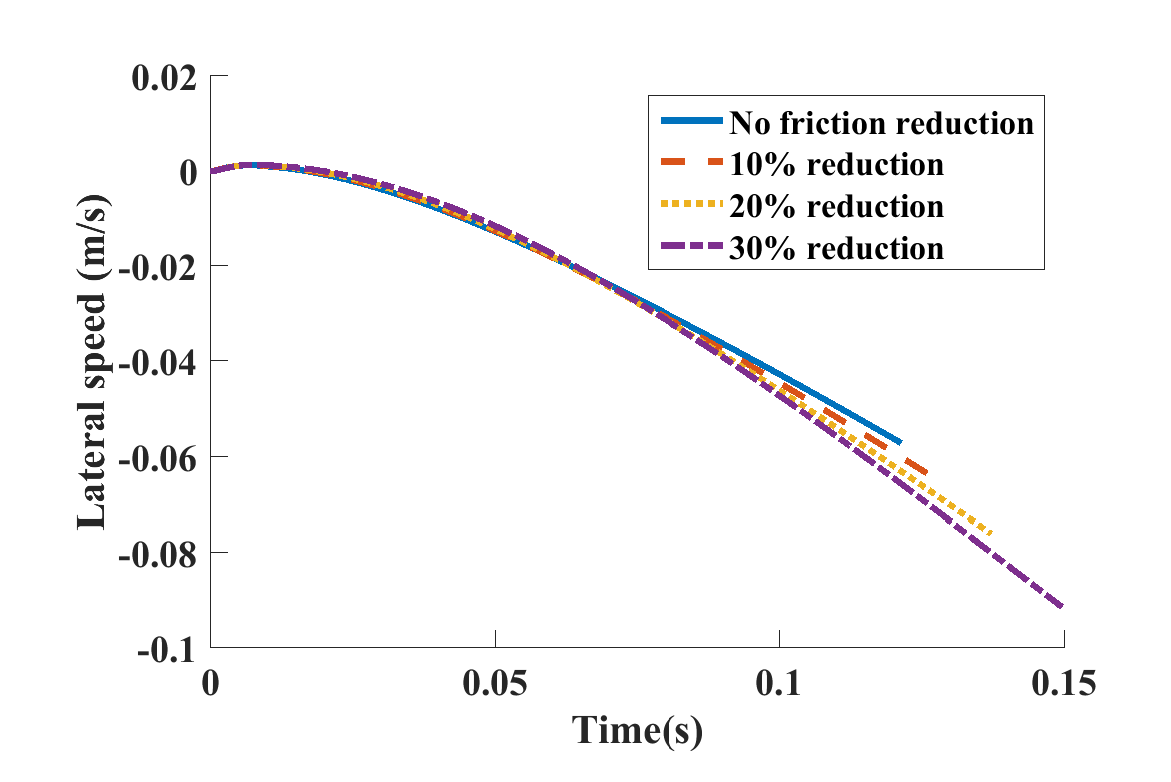 0.02
0
-0.02
-0.04
-0.06
-0.08
-0.1
Lateral speed (m/s)
No friction reduction
10% reduction
20% reduction
30% reduction
0
0.05
0.1
0.15
Time(s)